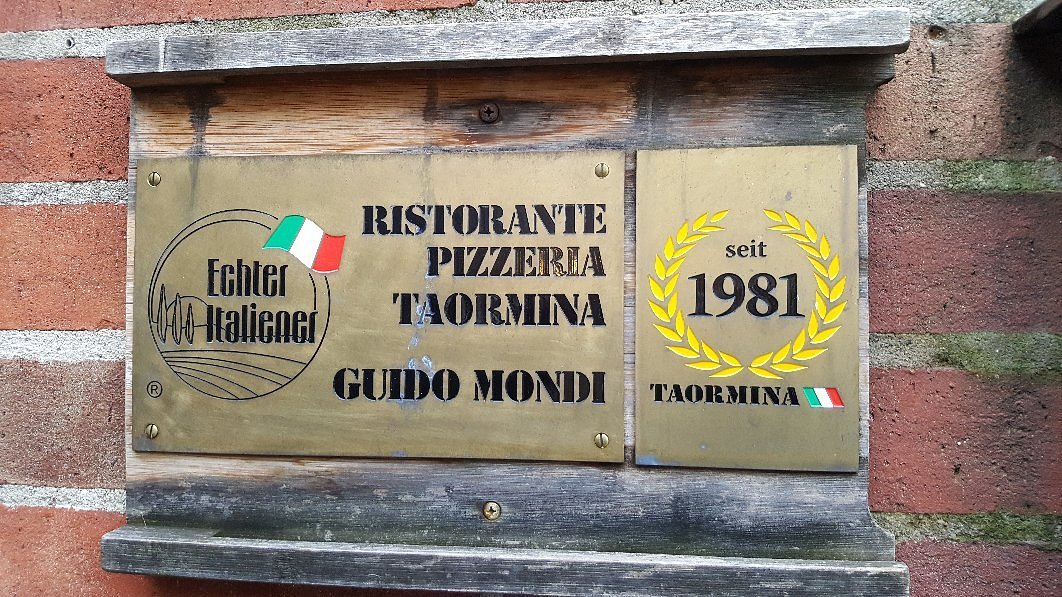 Echter
Italiener
®
RISTORANTE
PIZZERIA
TAORMINA
GUIDO MONDI
seit
1981
TAORMINA